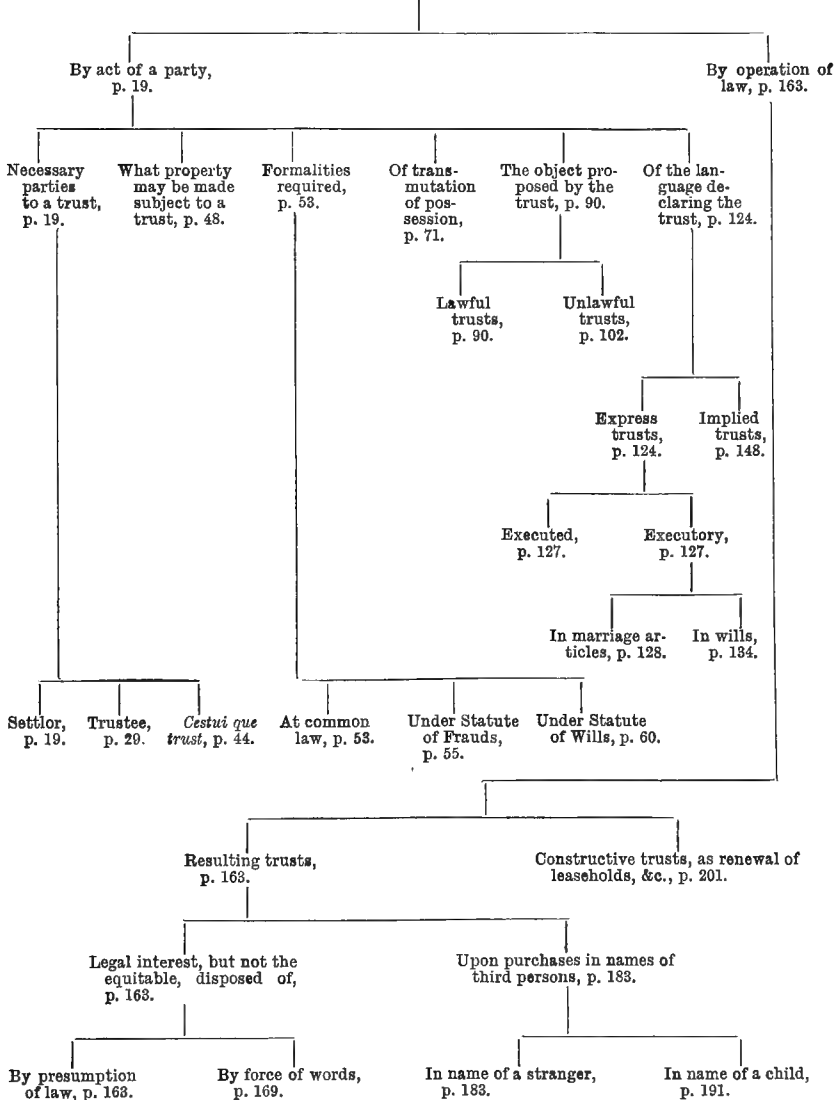 By act of a party,
p. 19.
By operation of
law, p. 163.
Necessary
parties
to a trust,
p. 19.
What property
may be made
subject to a
trust, p. 48.
Formalities
required,
p. 53.
Of trans-
mutation
of pos-
session,
p. 71.
The object pro-
posed by the
trust, p. 90.
Of the lan-
guage de-
claring the
trust, p. 124.
Lawful
trusts,
p. 90.
Unlawful
trusts,
p. 102.
Express
trusts,
p. 124.
Implied
trusts,
p. 148.
Executed,
p. 127.
Executory,
p. 127.
In marriage ar-
ticles, p. 128.
In wills,
p. 134.
Settlor,
p. 19.
Trustee,
p. 29.
Cestui que
trust, p. 44.
At common
law, p. 53.
Under Statute
of Frauds,
p. 55.
Under Statute
of Wills, p. 60.
Resulting trusts,
p. 163.
Constructive trusts, as renewal of
leaseholds, &c., p. 201.
Legal interest, but not the
equitable, disposed of,
p. 163.
Upon purchases in names of
third persons, p. 183.
By presumption
of law, p. 163.
By force of words,
p. 169.
In name of a stranger,
p. 183.
In name of a child,
p. 191.